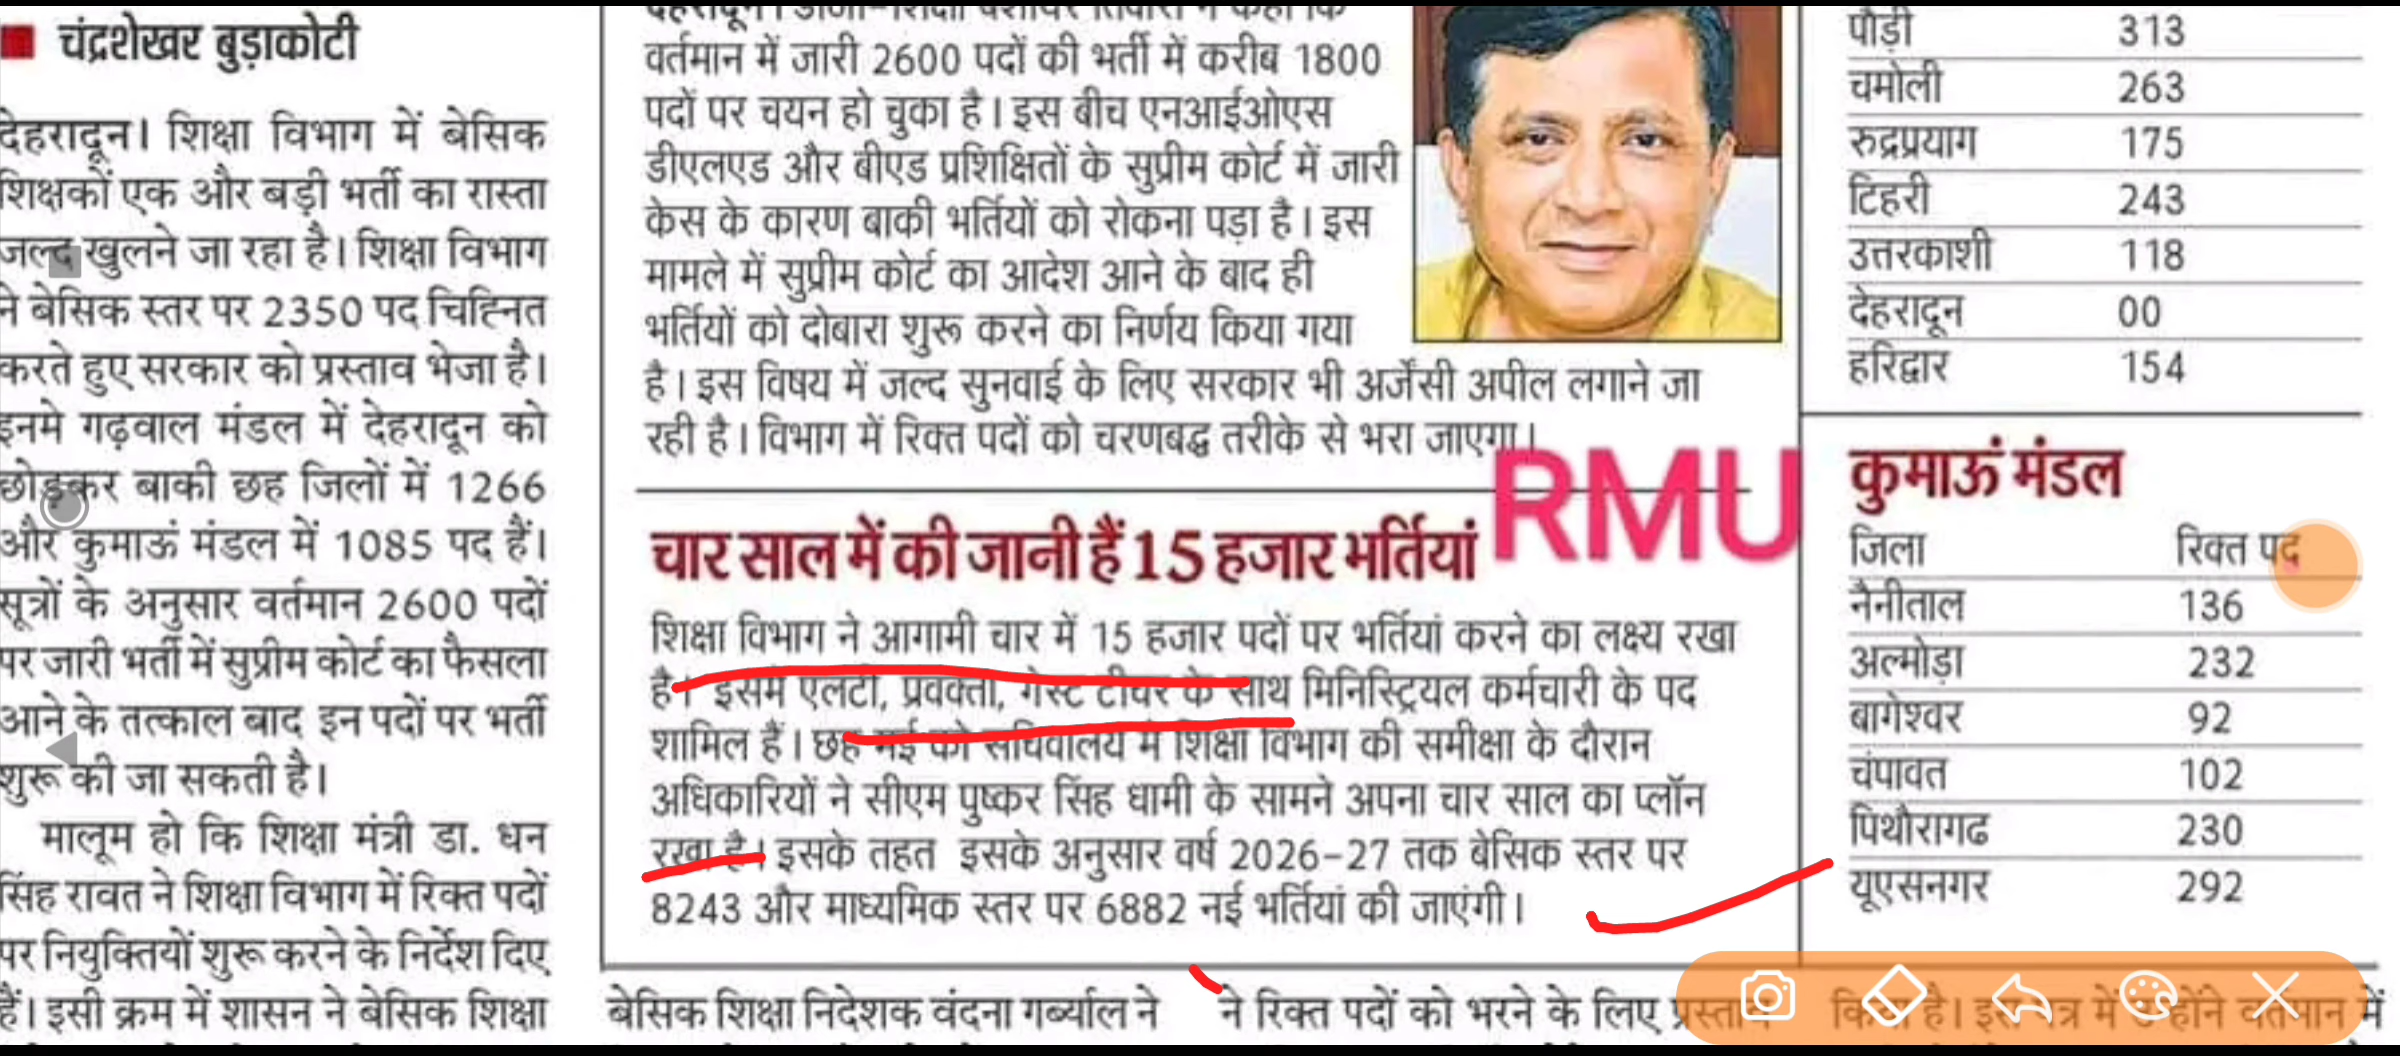 चंद्रशेखर बुड़ाकोटी
देहरादून। शिक्षा विभाग में बेसिक
शिक्षकों एक और बड़ी भर्ती का रास्ता
जल्द खुलने जा रहा है। शिक्षा विभाग
ने बेसिक स्तर पर 2350 पद चिह्नित
करते हुए सरकार को प्रस्ताव भेजा है।
इनमे गढ़वाल मंडल में देहरादून को
छोड़कर बाकी छह जिलों में 1266
और कुमाऊं मंडल में 1085 पद हैं।
सूत्रों के अनुसार वर्तमान 2600 पदों
पर जारी भर्ती में सुप्रीम कोर्ट का फैसला
आने के तत्काल बाद इन पदों पर भर्ती
शुरू की जा सकती है।
मालूम हो कि शिक्षा मंत्री डा. धन
सिंह रावत ने शिक्षा विभाग में रिक्त पदों
पर नियुक्तियों शुरू करने के निर्देश दिए
हैं। इसी क्रम में शासन ने बेसिक शिक्षा
देहरादून। डीजी-शिक्षा बंशीधर तिवारी ने कहा कि
वर्तमान में जारी 2600 पदों की भर्ती में करीब 1800
पदों पर चयन हो चुका है। इस बीच एनआईओएस
डीएलएड और बीएड प्रशिक्षितों के सुप्रीम कोर्ट में जारी
केस के कारण बाकी भर्तियों को रोकना पड़ा है। इस
मामले में सुप्रीम कोर्ट का आदेश आने के बाद ही
भर्तियों को दोबारा शुरू करने का निर्णय किया गया
है। इस विषय में जल्द सुनवाई के लिए सरकार भी अर्जेंसी अपील लगाने जा
रही है। विभाग में रिक्त पदों को चरणबद्ध तरीके से भरा जाएगा।
RMU
चार साल में की जानी हैं 15 हजार भर्तियां
शिक्षा विभाग ने आगामी चार में 15 हजार पदों पर भर्तियां करने का लक्ष्य रखा
है। इसमें एलटी, प्रवक्ता, गेस्ट टीचर के साथ मिनिस्ट्रियल कर्मचारी के पद
शामिल हैं। छह मई को सचिवालय में शिक्षा विभाग की समीक्षा के दौरान
अधिकारियों ने सीएम पुष्कर सिंह धामी के सामने अपना चार साल का प्लॉन
रखा है। इसके तहत इसके अनुसार वर्ष 2026-27 तक बेसिक स्तर पर
8243 और माध्यमिक स्तर पर 6882 नई भर्तियां की जाएंगी।
बेसिक शिक्षा निदेशक वंदना गर्ब्याल ने
ने रिक्त पदों को भरने के लिए प्रस्ताव
किया है। इस पत्र में उन्होंने वर्तमान में
पौड़ी 313
चमोली 263
रुद्रप्रयाग 175
टिहरी 243
उत्तरकाशी 118
देहरादून 00
हरिद्वार 154
कुमाऊं मंडल
जिला रिक्त पद
नैनीताल 136
अल्मोड़ा 232
बागेश्वर 92
चंपावत 102
पिथौरागढ 230
यूएसनगर 292